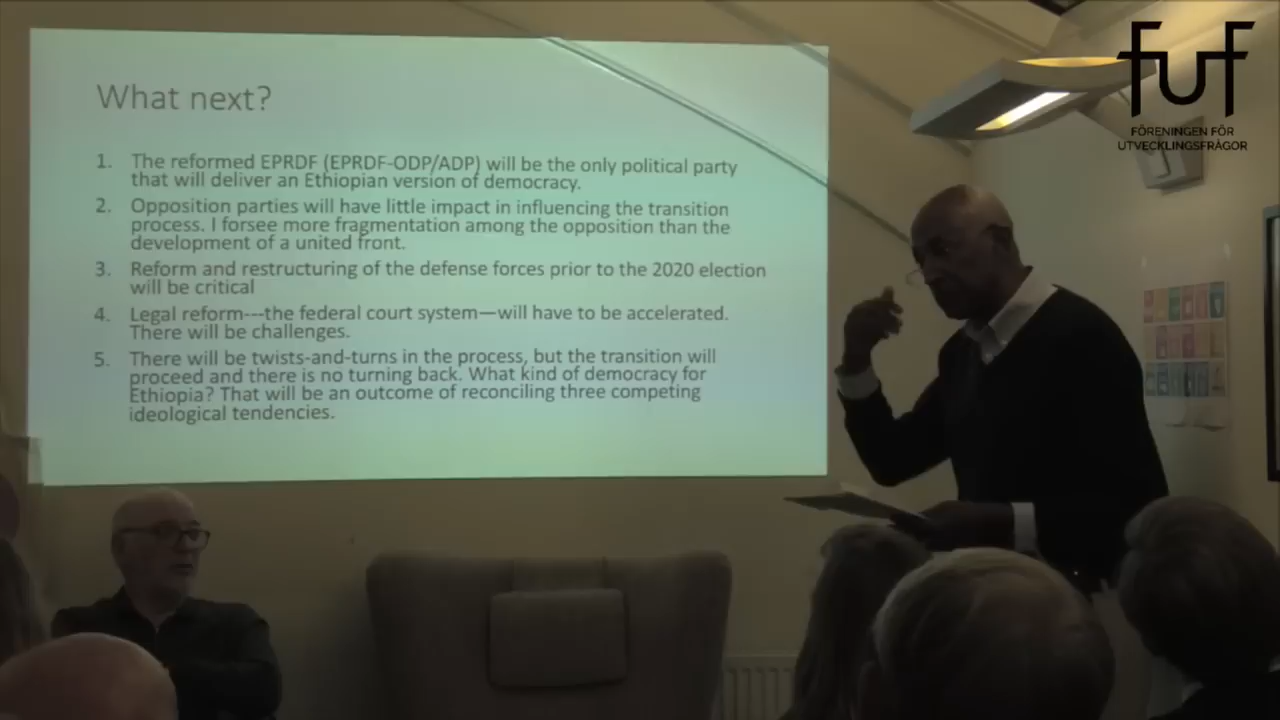 fuf
FÖRENINGEN FÖR
UTVECKLINGSFRÅGOR
What next?
1. The reformed EPRDF (EPRDF-ODP/ADP) will be the only political party
that will deliver an Ethiopian version of democracy.
2. Opposition parties will have little impact in influencing the transition
process. I forsee more fragmentation among the opposition than the
development of a united front.
3. Reform and restructuring of the defense forces prior to the 2020 election
will be critical
4. Legal reform---the federal court system—will have to be accelerated.
There will be challenges.
5. There will be twists-and-turns in the process, but the transition will
proceed and there is no turning back. What kind of democracy for
Ethiopia? That will be an outcome of reconciling three competing
ideological tendencies.